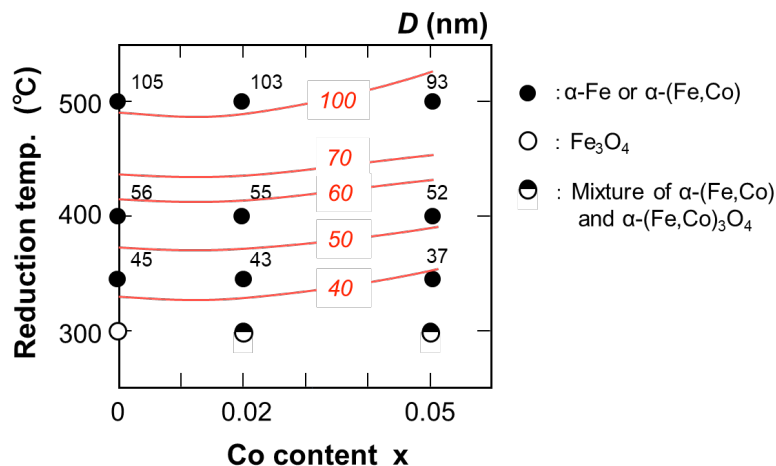 D (nm)
105
103
93
500
100
70
60
56
55
52
400
50
45
43
37
40
300
0
0.02
0.05
Reduction temp. (℃)
Co content x
: α-Fe or α-(Fe,Co)
: Fe₃O₄
: Mixture of α-(Fe,Co)
and α-(Fe,Co)₃O₄